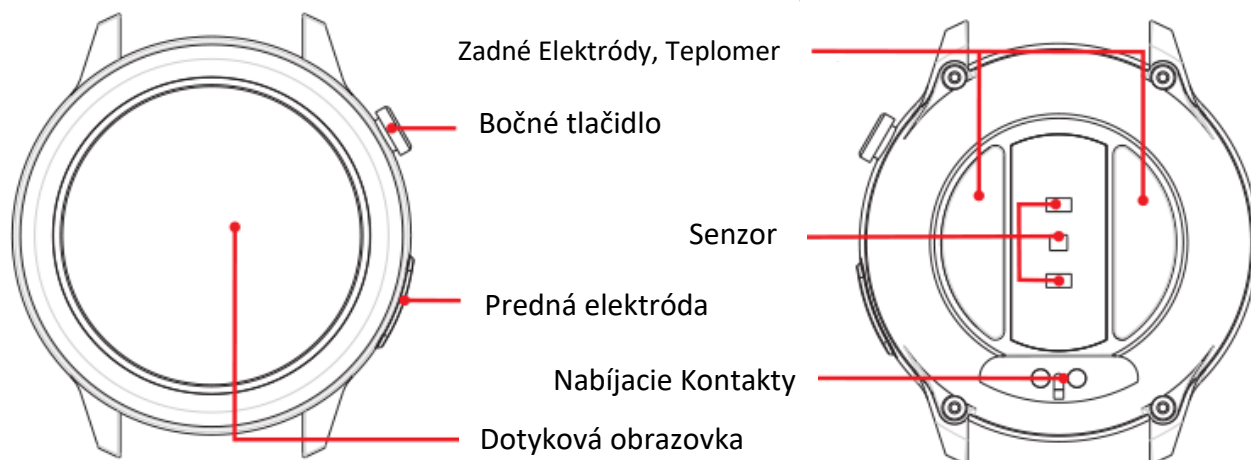 Zadné Elektródy, Teplomer
Bočné tlačidlo
Senzor
Predná elektróda
Nabíjacie Kontakty
Dotyková obrazovka